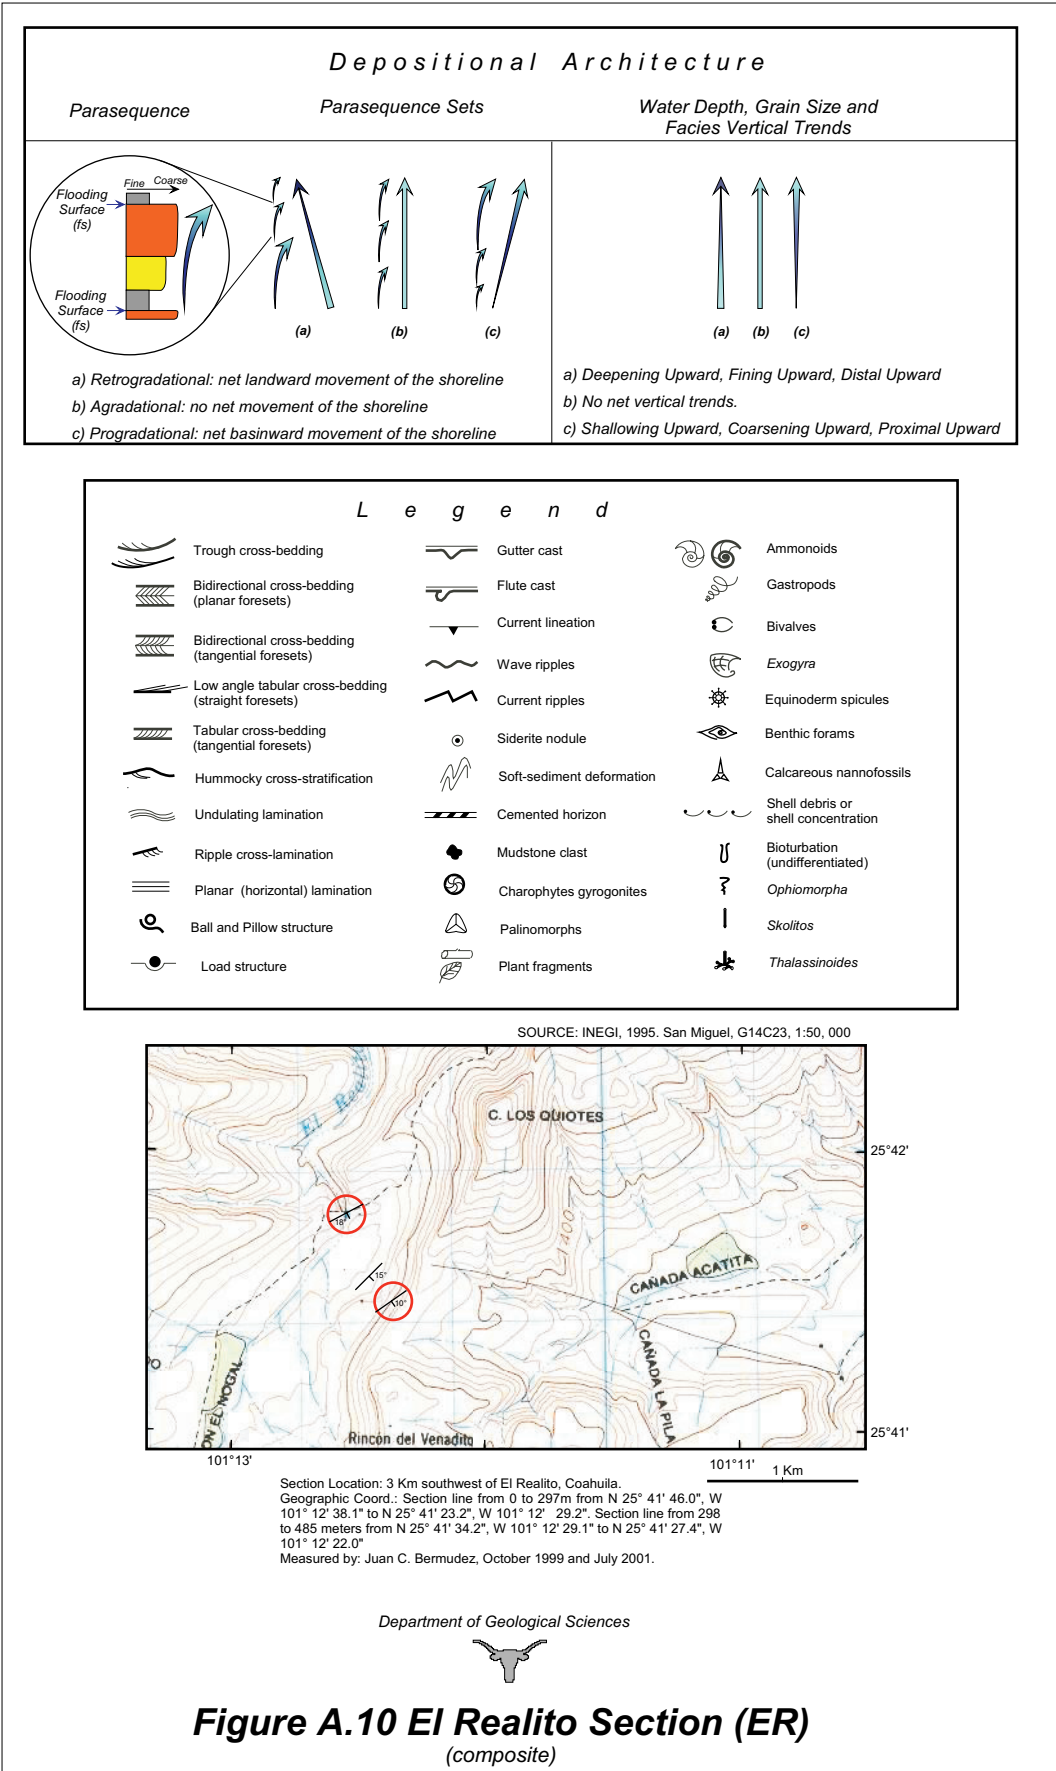 Depositional Architecture
Parasequence
Parasequence Sets
Water Depth, Grain Size and
Facies Vertical Trends
Fine Coarse
Flooding
Surface
(fs)
Flooding
Surface
(fs)
(a)
(b)
(c)
(a)
(b)
(c)
a) Retrogradational: net landward movement of the shoreline
b) Agradational: no net movement of the shoreline
c) Progradational: net basinward movement of the shoreline
a) Deepening Upward, Fining Upward, Distal Upward
b) No net vertical trends.
c) Shallowing Upward, Coarsening Upward, Proximal Upward
Legend
Trough cross-bedding
Bidirectional cross-bedding
(planar foresets)
Bidirectional cross-bedding
(tangential foresets)
Low angle tabular cross-bedding
(straight foresets)
Tabular cross-bedding
(tangential foresets)
Hummocky cross-stratification
Undulating lamination
Ripple cross-lamination
Planar (horizontal) lamination
Ball and Pillow structure
Load structure
Gutter cast
Flute cast
Current lineation
Wave ripples
Current ripples
Siderite nodule
Soft-sediment deformation
Cemented horizon
Mudstone clast
Charophytes gyrogonites
Palinomorphs
Plant fragments
Ammonoids
Gastropods
Bivalves
Exogyra
Equinoderm spicules
Benthic forams
Calcareous nannofossils
Shell debris or
shell concentration
Bioturbation
(undifferentiated)
Ophiomorpha
Skolitos
Thalassinoides
SOURCE: INEGI, 1995. San Miguel, G14C23, 1:50, 000
El Real
C. LOS QUIOTES
25°42'
18°
1400
15°
CAÑADA ACATITA
10°
CAÑADA LA PILA
ON EL NOGAL
Rincón del Venadito
25°41'
101°13'
101°11'
1 Km
Section Location: 3 Km southwest of El Realito, Coahuila.
Geographic Coord.: Section line from 0 to 297m from N 25° 41' 46.0", W
101° 12' 38.1" to N 25° 41' 23.2", W 101° 12' 29.2". Section line from 298
to 485 meters from N 25° 41' 34.2", W 101° 12' 29.1" to N 25° 41' 27.4", W
101° 12' 22.0"
Measured by: Juan C. Bermudez, October 1999 and July 2001.
Department of Geological Sciences
Figure A.10 El Realito Section (ER)
(composite)